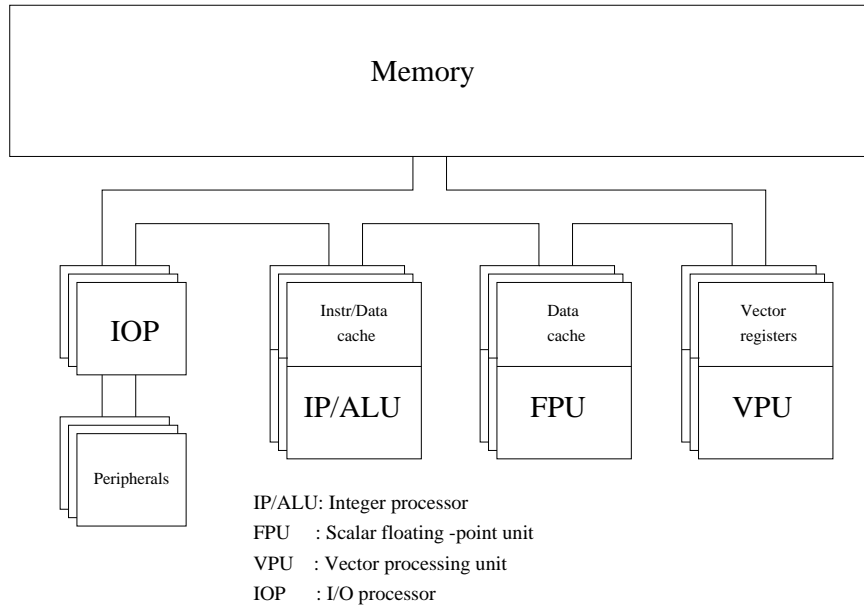 Memory
IOP
Instr/Data
cache
IP/ALU
Data
cache
FPU
Vector
registers
VPU
Peripherals
IP/ALU: Integer processor
FPU : Scalar floating -point unit
VPU : Vector processing unit
IOP : I/O processor